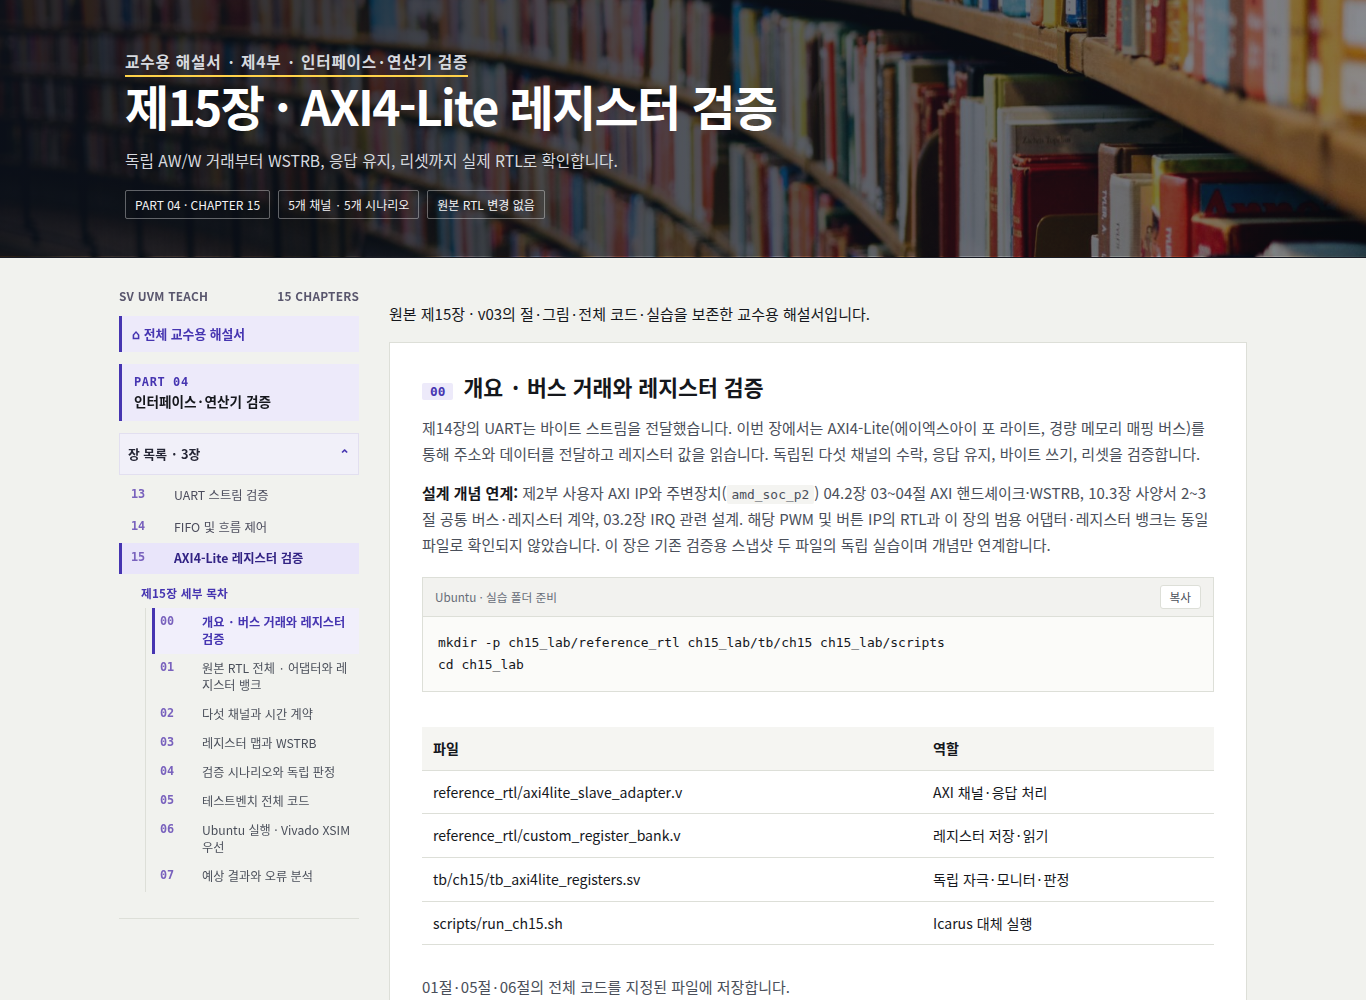 교수용 해설서 · 제4부 · 인터페이스·연산기 검증
제15장 · AXI4-Lite 레지스터 검증
독립 AW/W 거래부터 WSTRB, 응답 유지, 리셋까지 실제 RTL로 확인합니다.
PART 04 · CHAPTER 15
5개 채널 · 5개 시나리오
원본 RTL 변경 없음
SV UVM TEACH
15 CHAPTERS
⌂ 전체 교수용 해설서
PART 04
인터페이스·연산기 검증
장 목록 · 3장
13 UART 스트림 검증
14 FIFO 및 흐름 제어
15 AXI4-Lite 레지스터 검증
제15장 세부 목차
00 개요 · 버스 거래와 레지스터
검증
01 원본 RTL 전체 · 어댑터와 레
지스터 뱅크
02 다섯 채널과 시간 계약
03 레지스터 맵과 WSTRB
04 검증 시나리오와 독립 판정
05 테스트벤치 전체 코드
06 Ubuntu 실행 · Vivado XSIM
우선
07 예상 결과와 오류 분석
원본 제15장 · v03의 절·그림·전체 코드·실습을 보존한 교수용 해설서입니다.
00 개요 · 버스 거래와 레지스터 검증
제14장의 UART는 바이트 스트림을 전달했습니다. 이번 장에서는 AXI4-Lite(에이엑스아이 포 라이트, 경량 메모리 매핑 버스)를
통해 주소와 데이터를 전달하고 레지스터 값을 읽습니다. 독립된 다섯 채널의 수락, 응답 유지, 바이트 쓰기, 리셋을 검증합니다.
설계 개념 연계: 제2부 사용자 AXI IP와 주변장치( amd_soc_p2 ) 04.2장 03~04절 AXI 핸드셰이크·WSTRB, 10.3장 사양서 2~3
절 공통 버스·레지스터 계약, 03.2장 IRQ 관련 설계. 해당 PWM 및 버튼 IP의 RTL과 이 장의 범용 어댑터·레지스터 뱅크는 동일
파일로 확인되지 않았습니다. 이 장은 기존 검증용 스냅샷 두 파일의 독립 실습이며 개념만 연계합니다.
Ubuntu · 실습 폴더 준비
복사
mkdir -p ch15_lab/reference_rtl ch15_lab/tb/ch15 ch15_lab/scripts
cd ch15_lab
파일 역할
reference_rtl/axi4lite_slave_adapter.v AXI 채널·응답 처리
reference_rtl/custom_register_bank.v 레지스터 저장·읽기
tb/ch15/tb_axi4lite_registers.sv 독립 자극·모니터·판정
scripts/run_ch15.sh Icarus 대체 실행
01절·05절·06절의 전체 코드를 지정된 파일에 저장합니다.